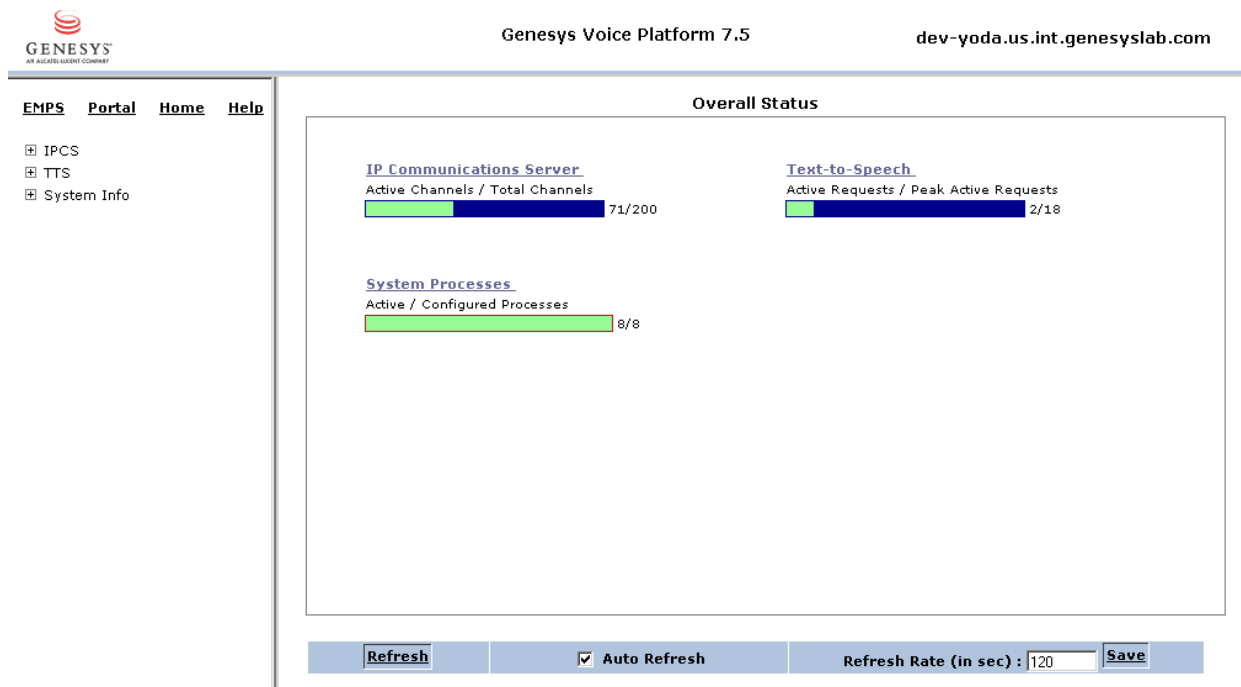 GENESYS
AN ALCATEL-LUCENT COMPANY
Genesys Voice Platform 7.5
dev-yoda.us.int.genesyslab.com
EMPS Portal Home Help
IPCS
TTS
System Info
Overall Status
IP Communications Server
Active Channels / Total Channels
71/200
Text-to-Speech
Active Requests / Peak Active Requests
2/18
System Processes
Active / Configured Processes
8/8
Refresh
Auto Refresh
Refresh Rate (in sec) : 120
Save